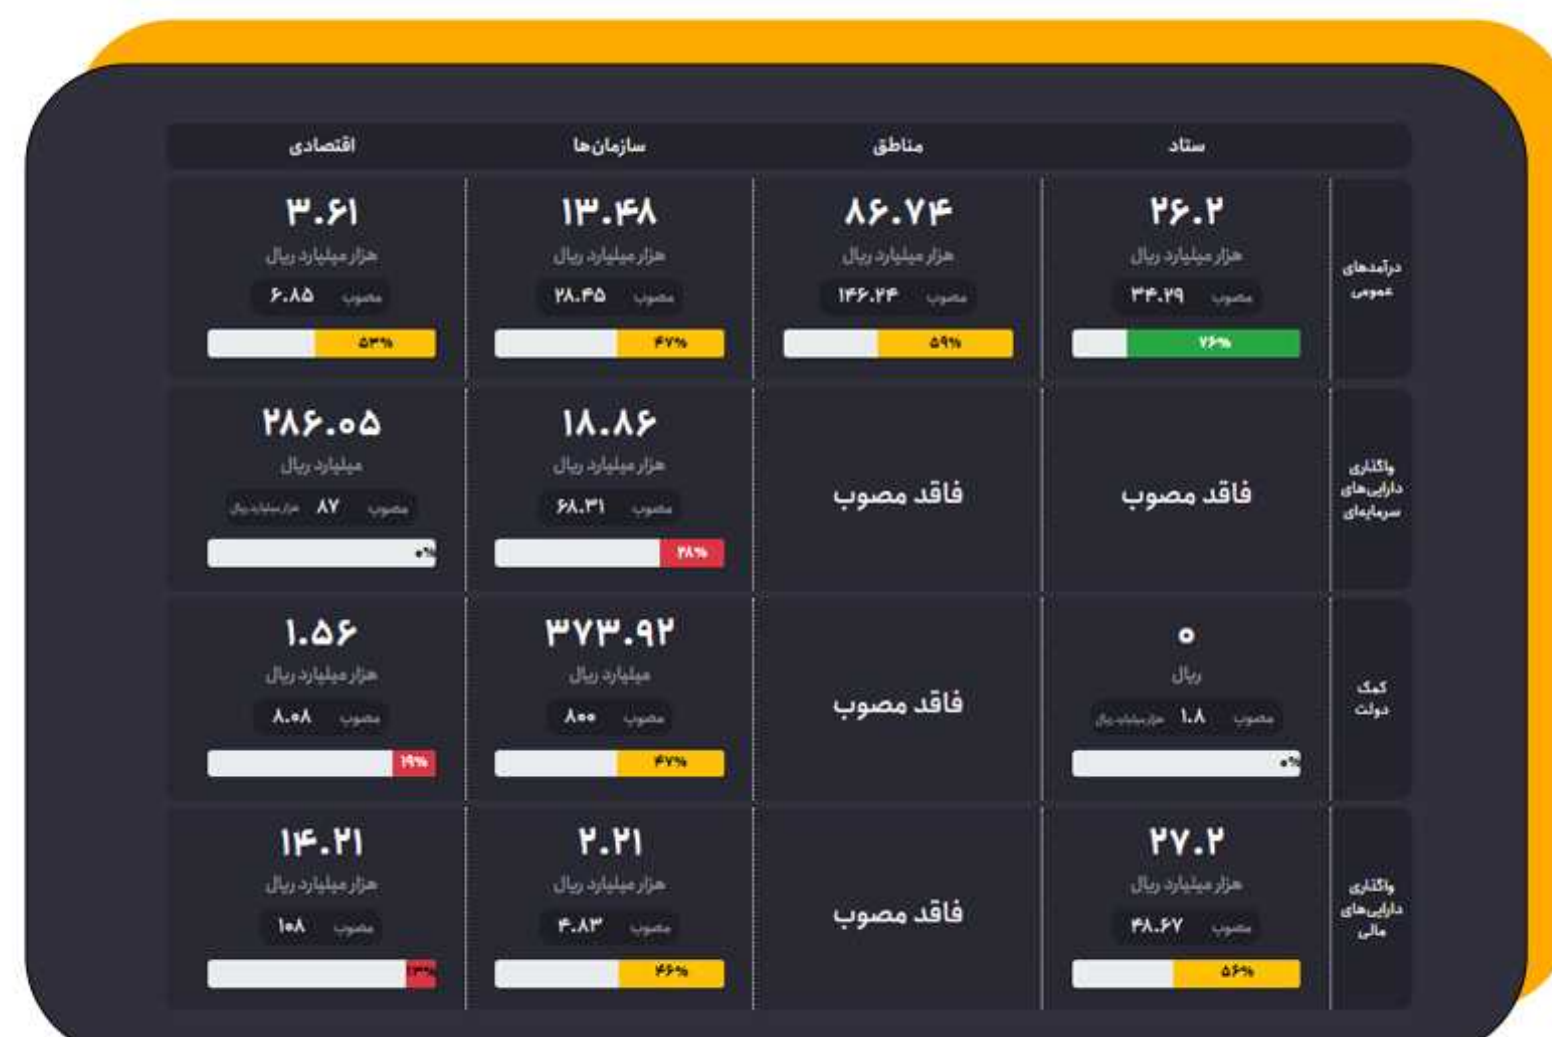 ستاد مناطق سازمان‌ها اقتصادی
درآمدهای
عمومی
۲۶.۲
هزار میلیارد ریال
مصوب ۳۴.۲۹
۷۶%
۸۶.۷۴
هزار میلیارد ریال
مصوب ۱۴۶.۲۴
۵۹%
۱۳.۴۸
هزار میلیارد ریال
مصوب ۲۸.۴۵
۴۷%
۳.۶۱
هزار میلیارد ریال
مصوب ۶.۸۵
۵۳%
واگذاری
دارایی‌های
سرمایه‌ای
فاقد مصوب
فاقد مصوب
۱۸.۸۶
هزار میلیارد ریال
مصوب ۶۸.۳۱
۲۸%
۲۸۶.۰۵
میلیارد ریال
مصوب ۸۷ هزار میلیارد ریال
۰%
کمک
دولت
۰
ریال
مصوب ۱.۸ هزار میلیارد ریال
۰%
فاقد مصوب
۳۷۳.۹۲
میلیارد ریال
مصوب ۸۰۰
۴۷%
۱.۵۶
هزار میلیارد ریال
مصوب ۸.۰۸
۱۹%
واگذاری
دارایی‌های
مالی
۲۷.۲
هزار میلیارد ریال
مصوب ۴۸.۶۷
۵۶%
فاقد مصوب
۲.۲۱
هزار میلیارد ریال
مصوب ۴.۸۳
۴۶%
۱۴.۲۱
هزار میلیارد ریال
مصوب ۱۰۸
۱۳%